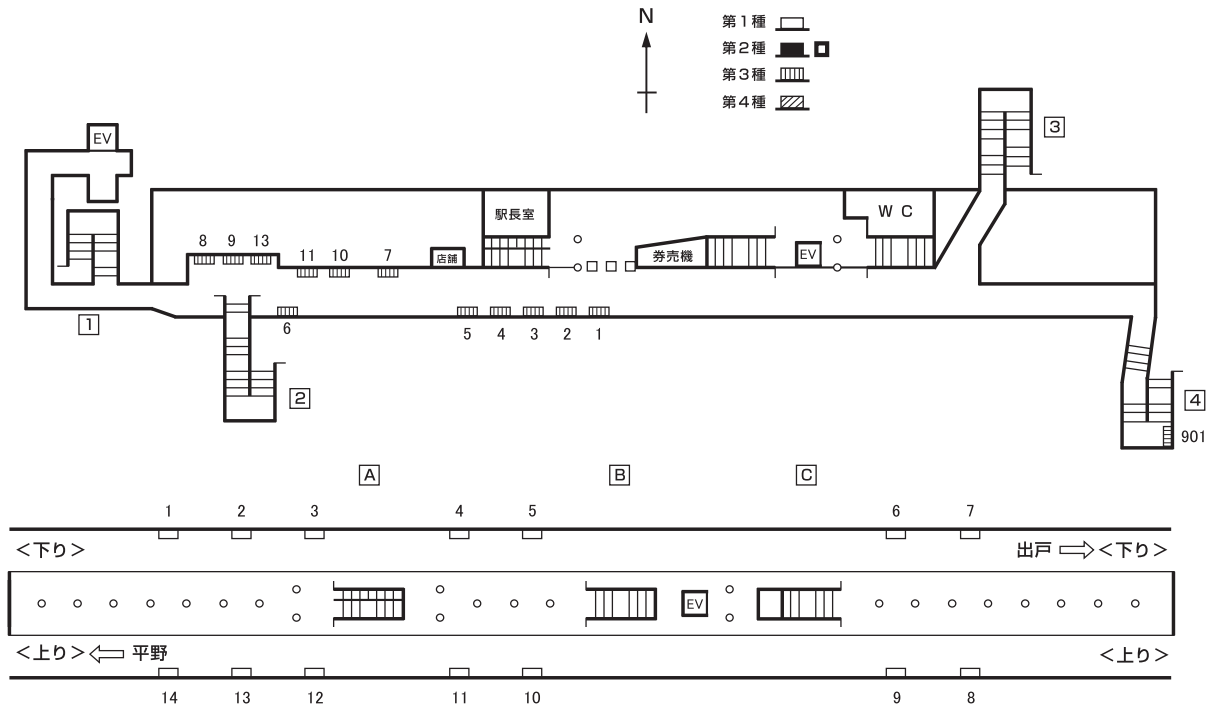 N
第1種
第2種
第3種
第4種
EV
3
駅長室
W C
8 9 13
11 10 7
店舗
券売機
EV
1
6
5 4 3 2 1
2
4
901
A B C
1 2 3 4 5 6 7
<下り>
出戸 <下り>
EV
<上り> 平野
<上り>
14 13 12 11 10 9 8